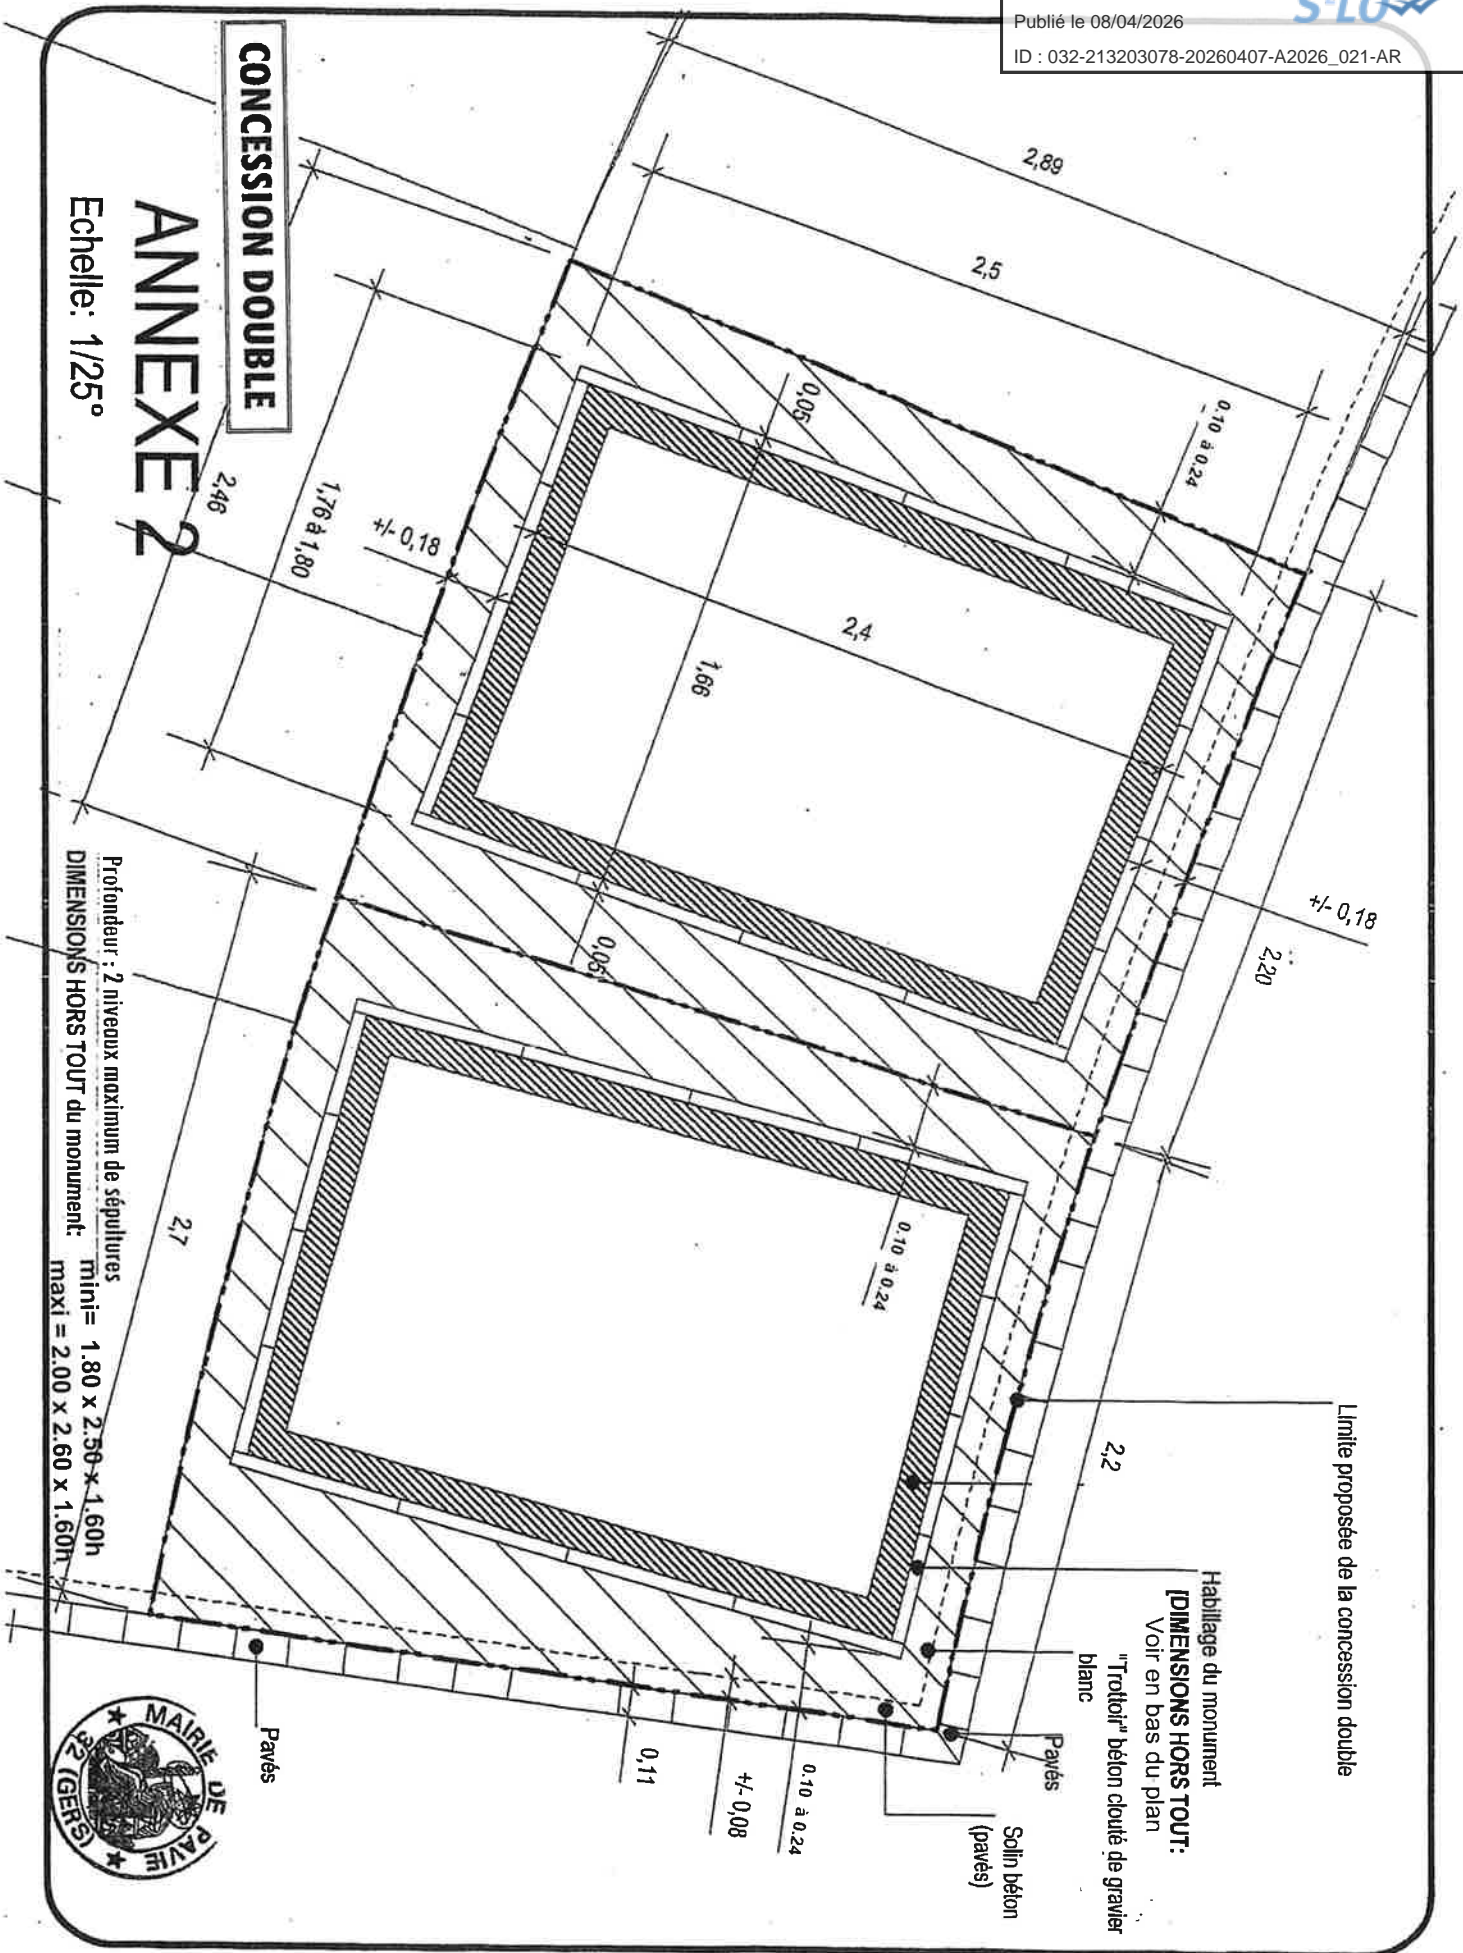 Publié le 08/04/2026
S²LO
ID : 032-213203078-20260407-A2026_021-AR
CONCESSION DOUBLE
ANNEXE 2
Echelle: 1/25°
2,89
2,5
0.10 à 0.24
0,05
2,4
1,66
+/- 0,18
1,76 à 1,80
2,46
+/- 0,18
2,20
0,05
0.10 à 0.24
2,7
2,2
Limite proposée de la concession double
Habillage du monument
[DIMENSIONS HORS TOUT:
Voir en bas du plan
"Trottoir" béton clouté de gravier
blanc
Pavés
Solin béton
(pavés)
0.10 à 0.24
+/- 0,08
0,11
Pavés
Profondeur : 2 niveaux maximum de sépultures
DIMENSIONS HORS TOUT du monument: mini= 1.80 x 2.50 x 1.60h
maxi = 2.00 x 2.60 x 1.60h
MAIRIE DE PAVIE
32 (GERS)